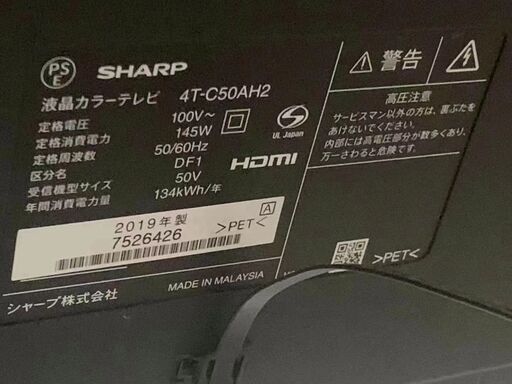 PS
E
SHARP
液晶カラーテレビ 4T-C50AH2
定格電圧 100V～
定格消費電力 145W
定格周波数 50/60Hz
区分名 DF1
受信機型サイズ 50V
年間消費電力量 134kWh/年
UL Japan
HDMI
2019年製
7526426
A
>PET<
シャープ株式会社
MADE IN MALAYSIA
警告
高圧注意
サービスマン以外の方は、裏ぶたを
あけないでください。
内部には高電圧部分が数多くあり、
万一さわると危険です。
>PET<